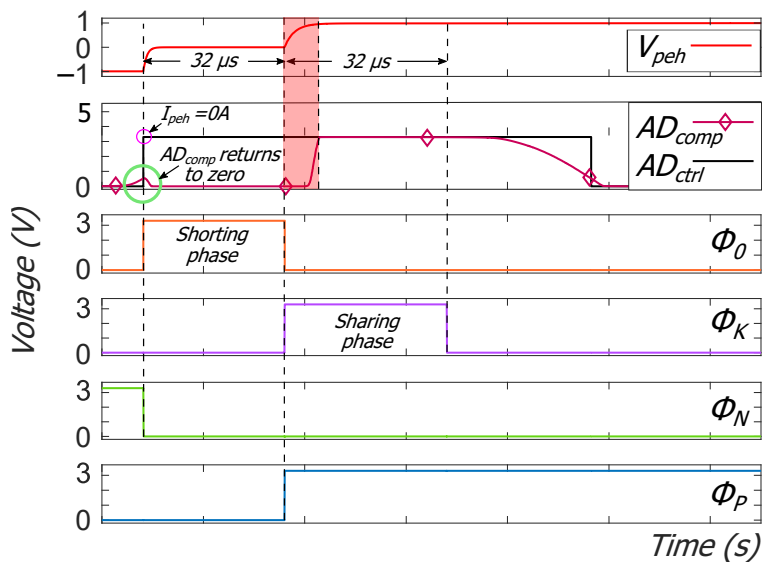 1
0
−1
32 μs
32 μs
V_peh
5
0
I_peh =0A
AD_comp returns
to zero
AD_comp
AD_ctrl
3
0
Shorting
phase
Φ_0
3
0
Sharing
phase
Φ_K
3
0
Φ_N
3
0
Φ_P
Voltage (V)
Time (s)